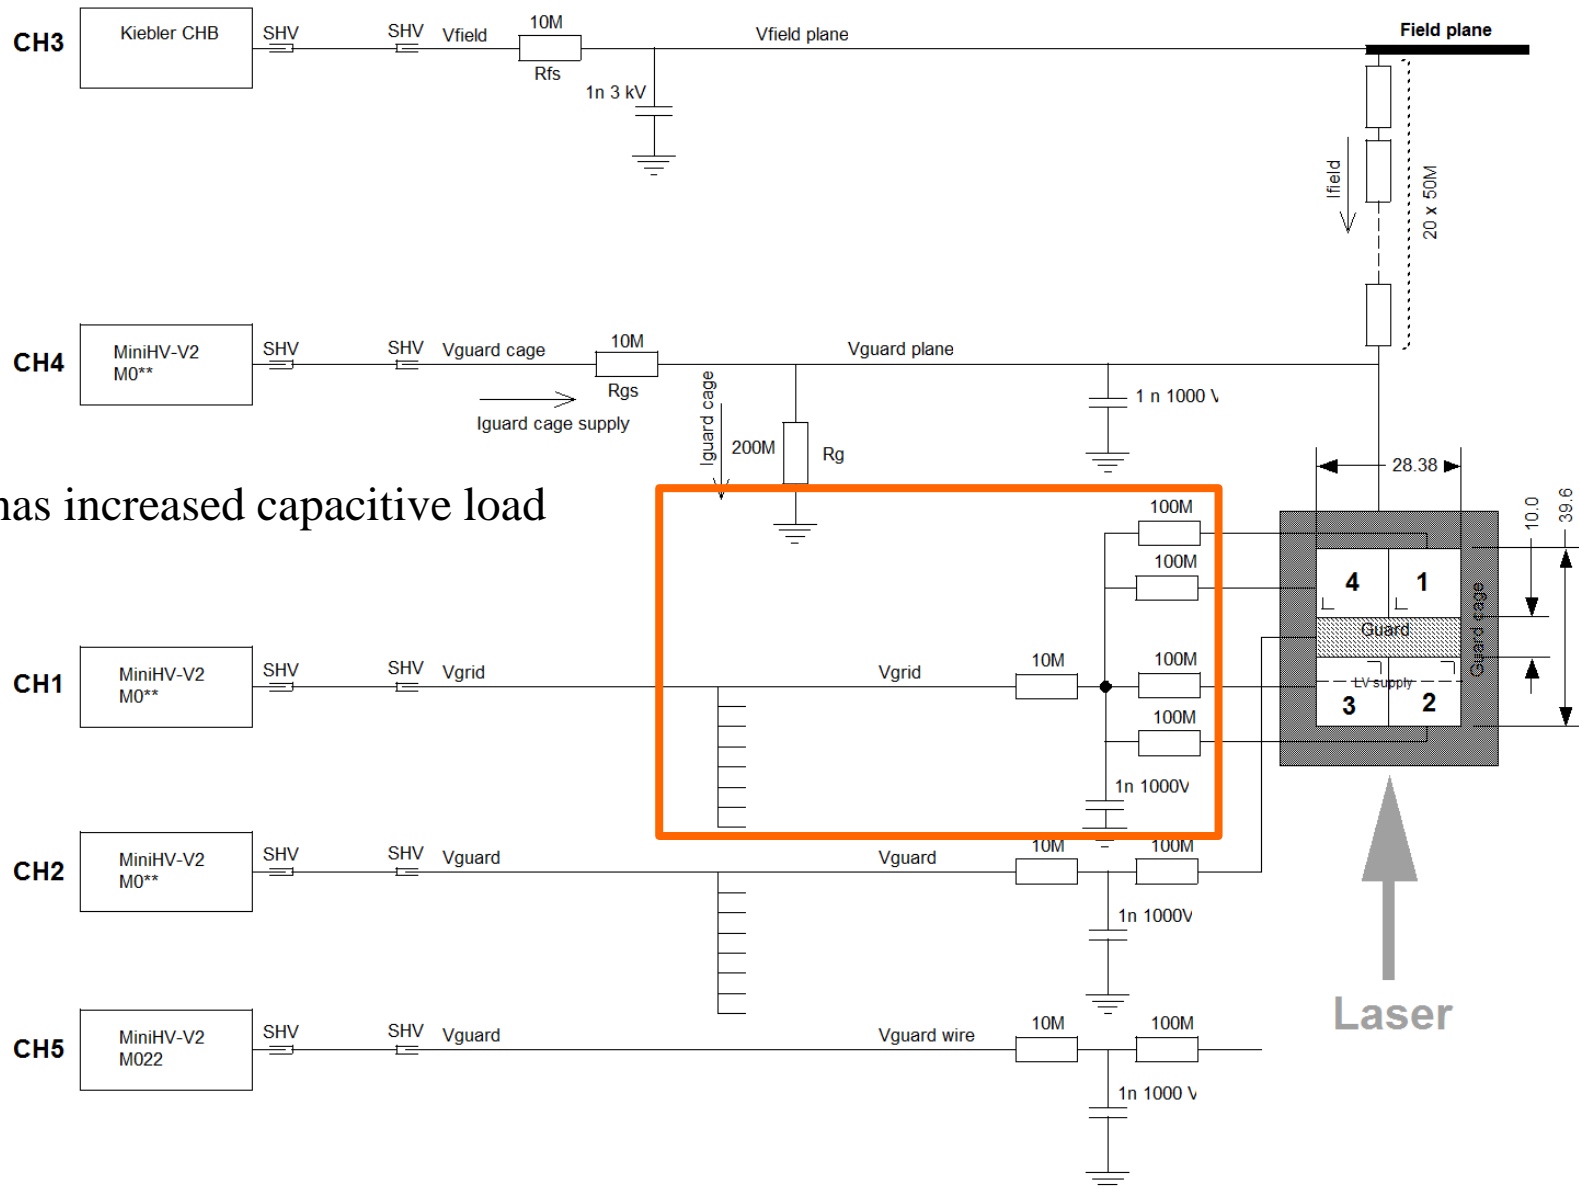 CH3
Kiebler CHB
SHV
SHV
Vfield
10M
Rfs
1n 3 kV
Vfield plane
Field plane
Ifield
20 x 50M
CH4
MiniHV-V2
M0**
SHV
SHV
Vguard cage
10M
Rgs
Iguard cage supply
Vguard plane
Iguard cage
200M
Rg
1 n 1000 V
has increased capacitive load
28.38
10.0
39.6
100M
100M
100M
100M
4
1
Guard
Guard cage
LV supply
3
2
CH1
MiniHV-V2
M0**
SHV
SHV
Vgrid
Vgrid
10M
1n 1000V
CH2
MiniHV-V2
M0**
SHV
SHV
Vguard
Vguard
10M
100M
1n 1000V
CH5
MiniHV-V2
M022
SHV
SHV
Vguard
Vguard wire
10M
100M
1n 1000 V
Laser